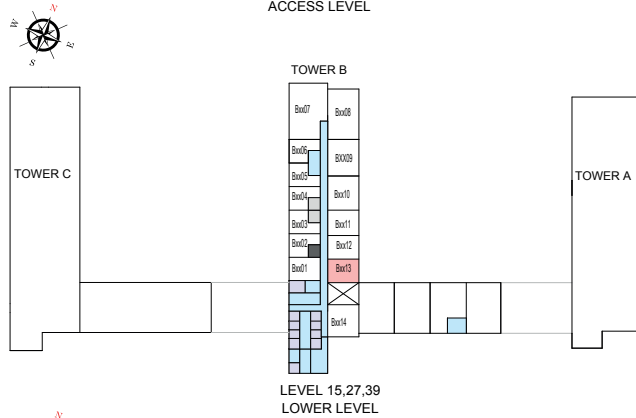 ACCESS LEVEL
N
W
E
S
TOWER B
Bxx07
Bxx08
Bxx06
BXX09
Bxx05
TOWER C
TOWER A
Bxx04
Bxx10
Bxx03
Bxx11
Bxx02
Bxx12
Bxx01
Bxx13
Bxx14
LEVEL 15,27,39
LOWER LEVEL
N